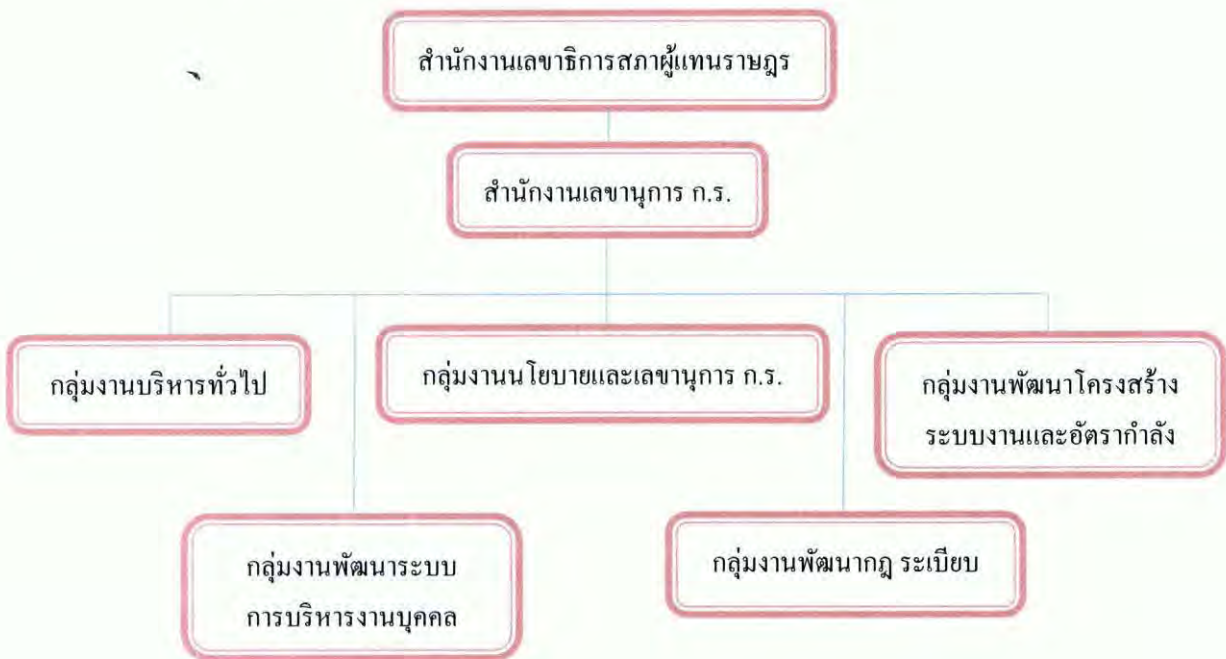 สำนักงานเลขาธิการสภาผู้แทนราษฎร
สำนักงานเลขานุการ ก.ร.
กลุ่มงานบริหารทั่วไป
กลุ่มงานนโยบายและเลขานุการ ก.ร.
กลุ่มงานพัฒนาโครงสร้าง
ระบบงานและอัตรากำลัง
กลุ่มงานพัฒนาระบบ
การบริหารงานบุคคล
กลุ่มงานพัฒนากฎ ระเบียบ